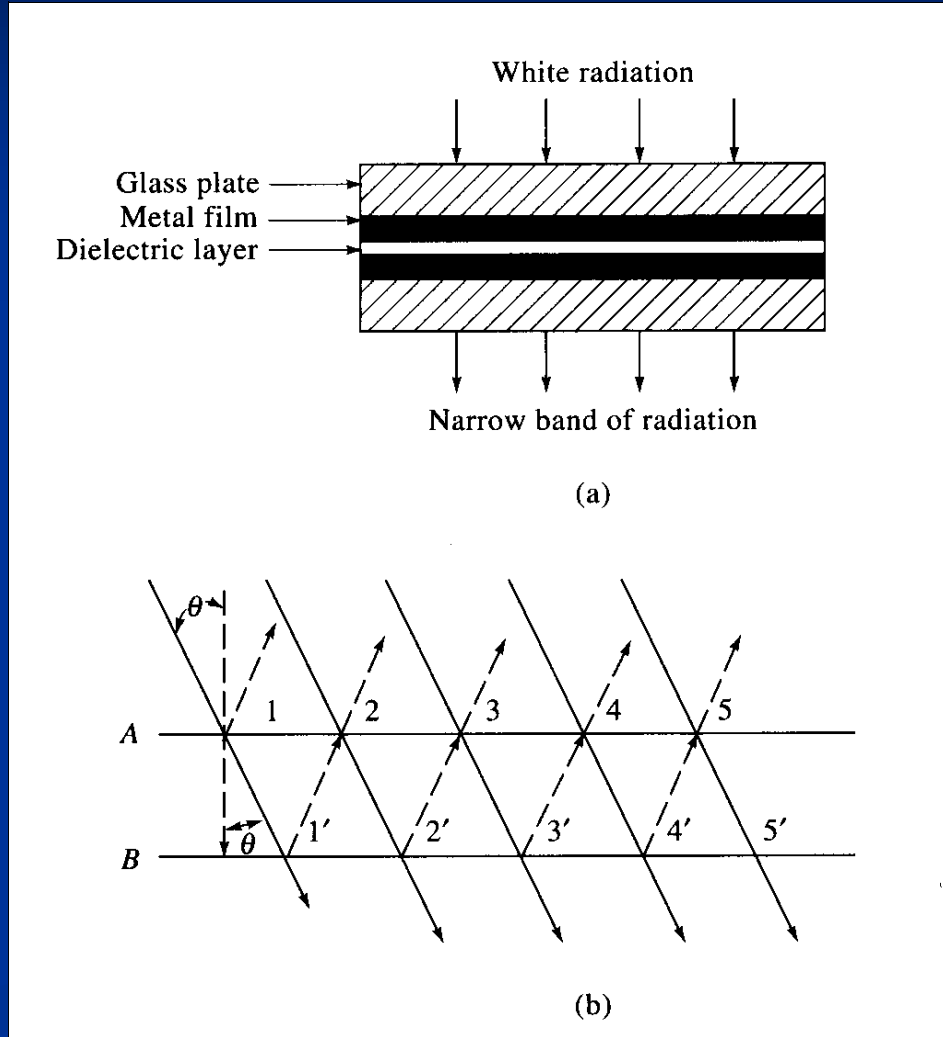 White radiation
Glass plate
Metal film
Dielectric layer
Narrow band of radiation
(a)
θ
1 2 3 4 5
A
θ 1′ 2′ 3′ 4′ 5′
B
(b)